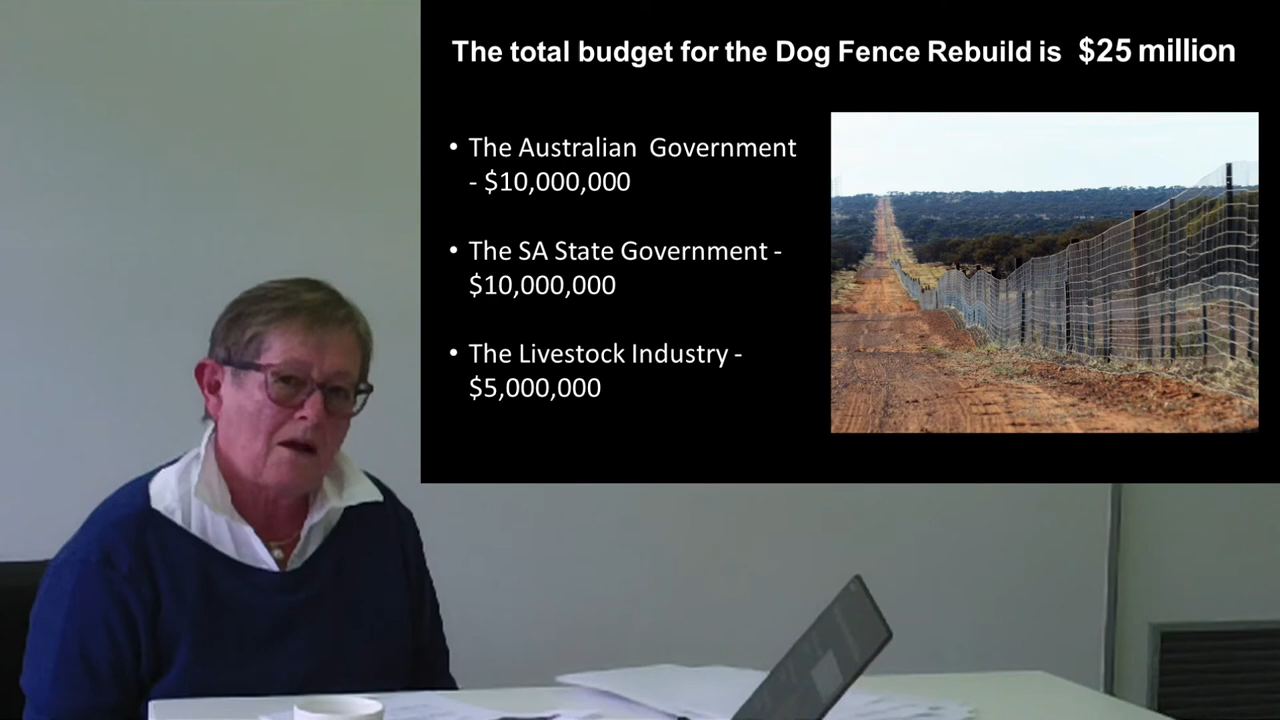 The total budget for the Dog Fence Rebuild is $25 million
• The Australian Government
- $10,000,000
• The SA State Government -
$10,000,000
• The Livestock Industry -
$5,000,000